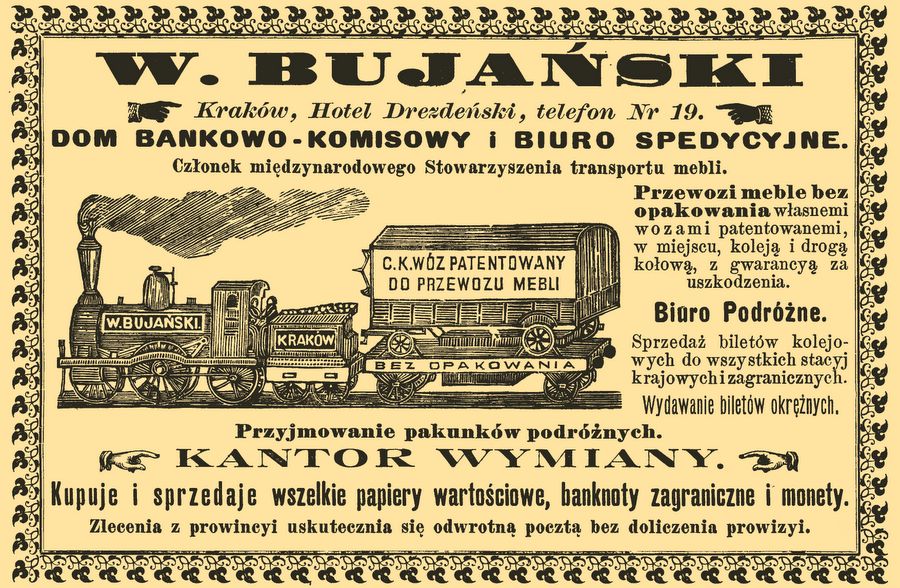 W. BUJAŃSKI
Kraków, Hotel Drezdeński, telefon Nr 19.
DOM BANKOWO-KOMISOWY i BIURO SPEDYCYJNE.
Członek międzynarodowego Stowarzyszenia transportu mebli.
Przewozi meble bez
opakowania własnemi
wozami patentowanemi,
w miejscu, koleją i drogą
kołową, z gwarancyą za
uszkodzenia.
Biuro Podróżne.
Sprzedaż biletów kolejo-
wych do wszystkich stacyj
krajowych i zagranicznych.
Wydawanie biletów okrężnych.
C.K. WÓZ PATENTOWANY
DO PRZEWOZU MEBLI
W. BUJAŃSKI
KRAKÓW
BEZ OPAKOWANIA
Przyjmowanie pakunków podróżnych.
KANTOR WYMIANY.
Kupuje i sprzedaje wszelkie papiery wartościowe, banknoty zagraniczne i monety.
Zlecenia z prowincyi uskutecznia się odwrotną pocztą bez doliczenia prowizyi.